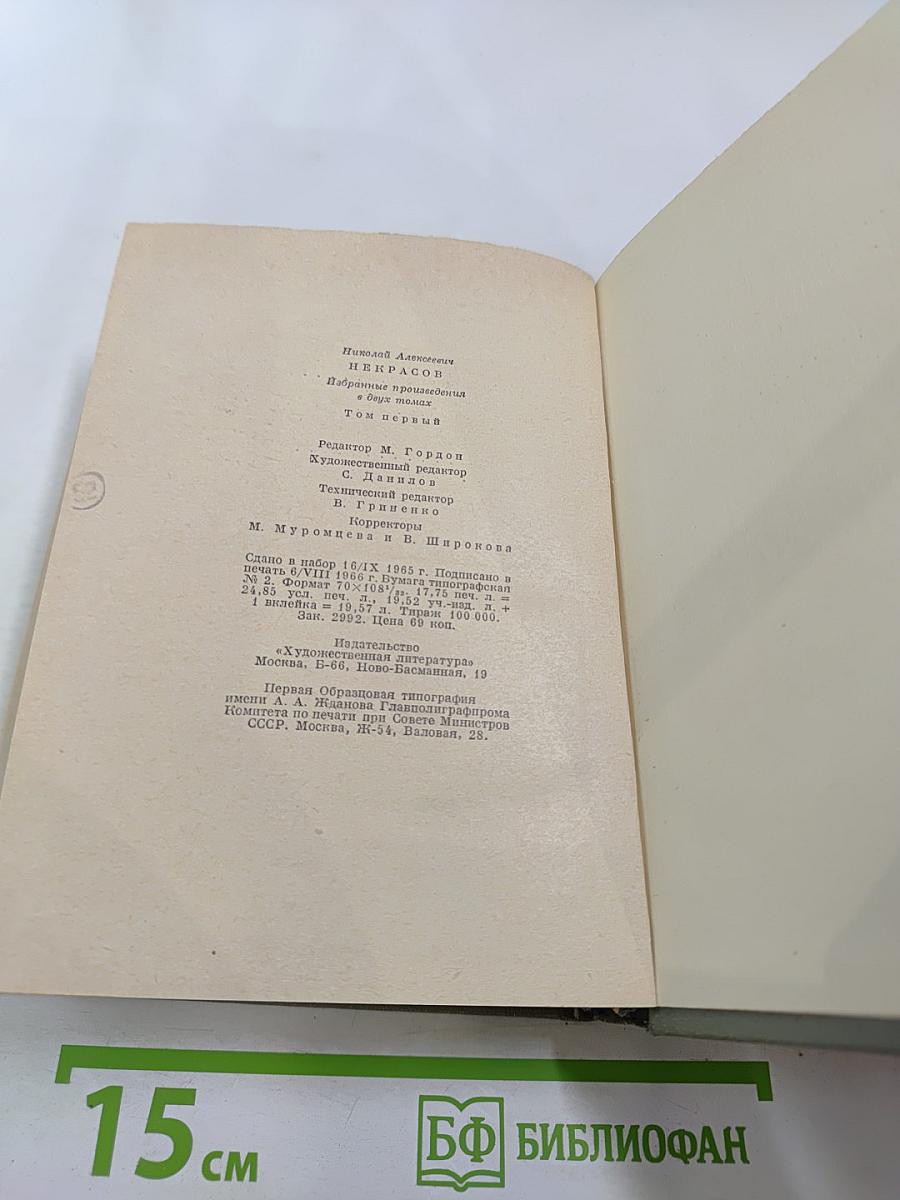 Николай Алексеевич
НЕКРАСОВ
Избранные произведения
в двух томах
Том первый
Редактор М. Гордон
Художественный редактор
С. Данилов
Технический редактор
В. Гриненко
Корректоры
М. Муромцева и В. Широкова
Сдано в набор 16/IX 1965 г. Подписано в
печать 6/VIII 1966 г. Бумага типографская
№ 2. Формат 70×108¹/₃₂. 17,75 печ. л. =
24,85 усл. печ. л., 19,52 уч.-изд. л. +
1 вклейка = 19,57 л. Тираж 100 000.
Зак. 2992. Цена 69 коп.
Издательство
«Художественная литература»
Москва, Б-66, Ново-Басманная, 19
Первая Образцовая типография
имени А. А. Жданова Главполиграфпрома
Комитета по печати при Совете Министров
СССР. Москва, Ж-54, Валовая, 28.
15 см
БФ БИБЛИОФАН